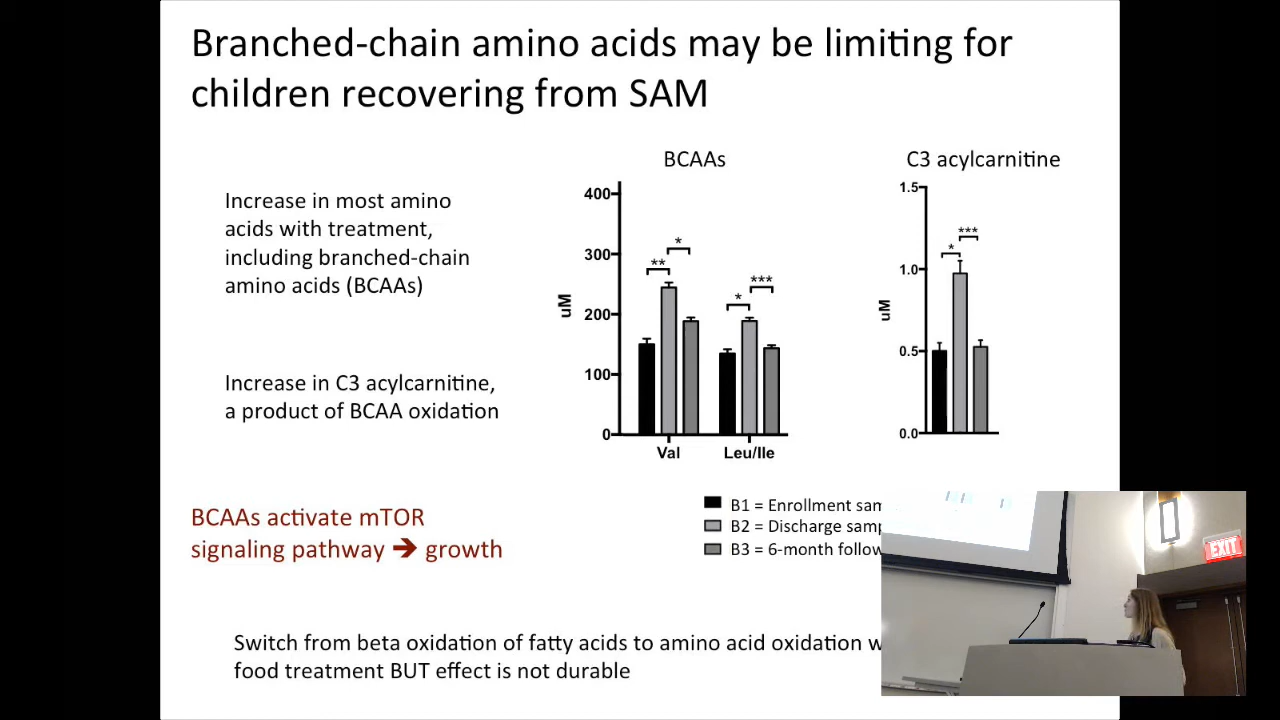 Branched-chain amino acids may be limiting for
children recovering from SAM
Increase in most amino
acids with treatment,
including branched-chain
amino acids (BCAAs)
Increase in C3 acylcarnitine,
a product of BCAA oxidation
BCAAs
400
300
200
100
0
uM
**
*
*
***
Val
Leu/Ile
C3 acylcarnitine
1.5
1.0
0.5
0.0
uM
*
***
B1 = Enrollment sam
B2 = Discharge samp
B3 = 6-month follow
BCAAs activate mTOR
signaling pathway ➔ growth
Switch from beta oxidation of fatty acids to amino acid oxidation w
food treatment BUT effect is not durable
EXIT